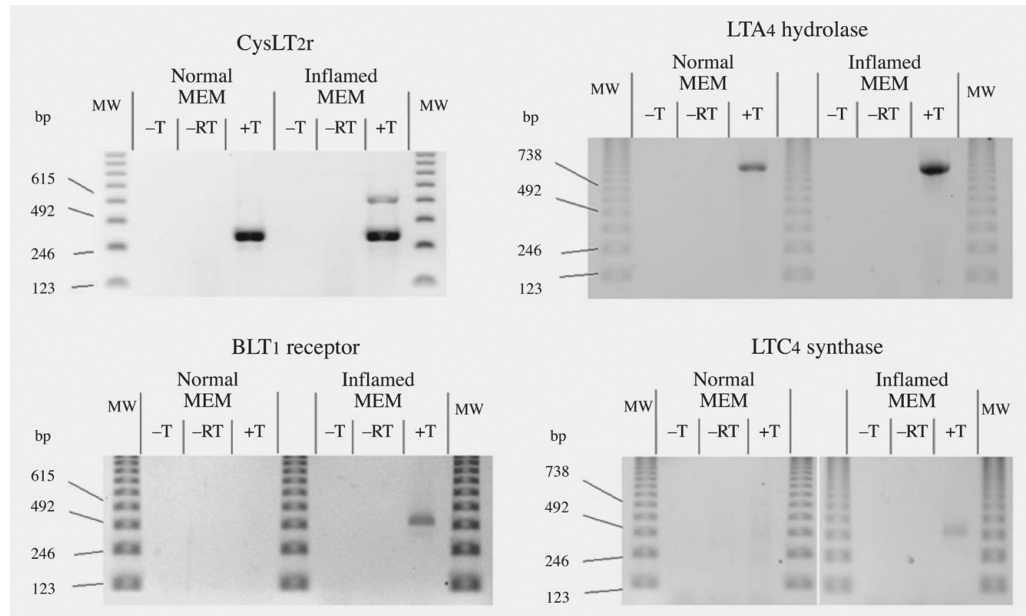 CysLT2r
Normal MEM
Inflamed MEM
MW
MW
bp
–T
–RT
+T
–T
–RT
+T
615
492
246
123
LTA4 hydrolase
Normal MEM
Inflamed MEM
MW
MW
bp
–T
–RT
+T
–T
–RT
+T
738
492
246
123
BLT1 receptor
Normal MEM
Inflamed MEM
MW
MW
bp
–T
–RT
+T
–T
–RT
+T
615
492
246
123
LTC4 synthase
Normal MEM
Inflamed MEM
MW
MW
bp
–T
–RT
+T
–T
–RT
+T
738
492
246
123